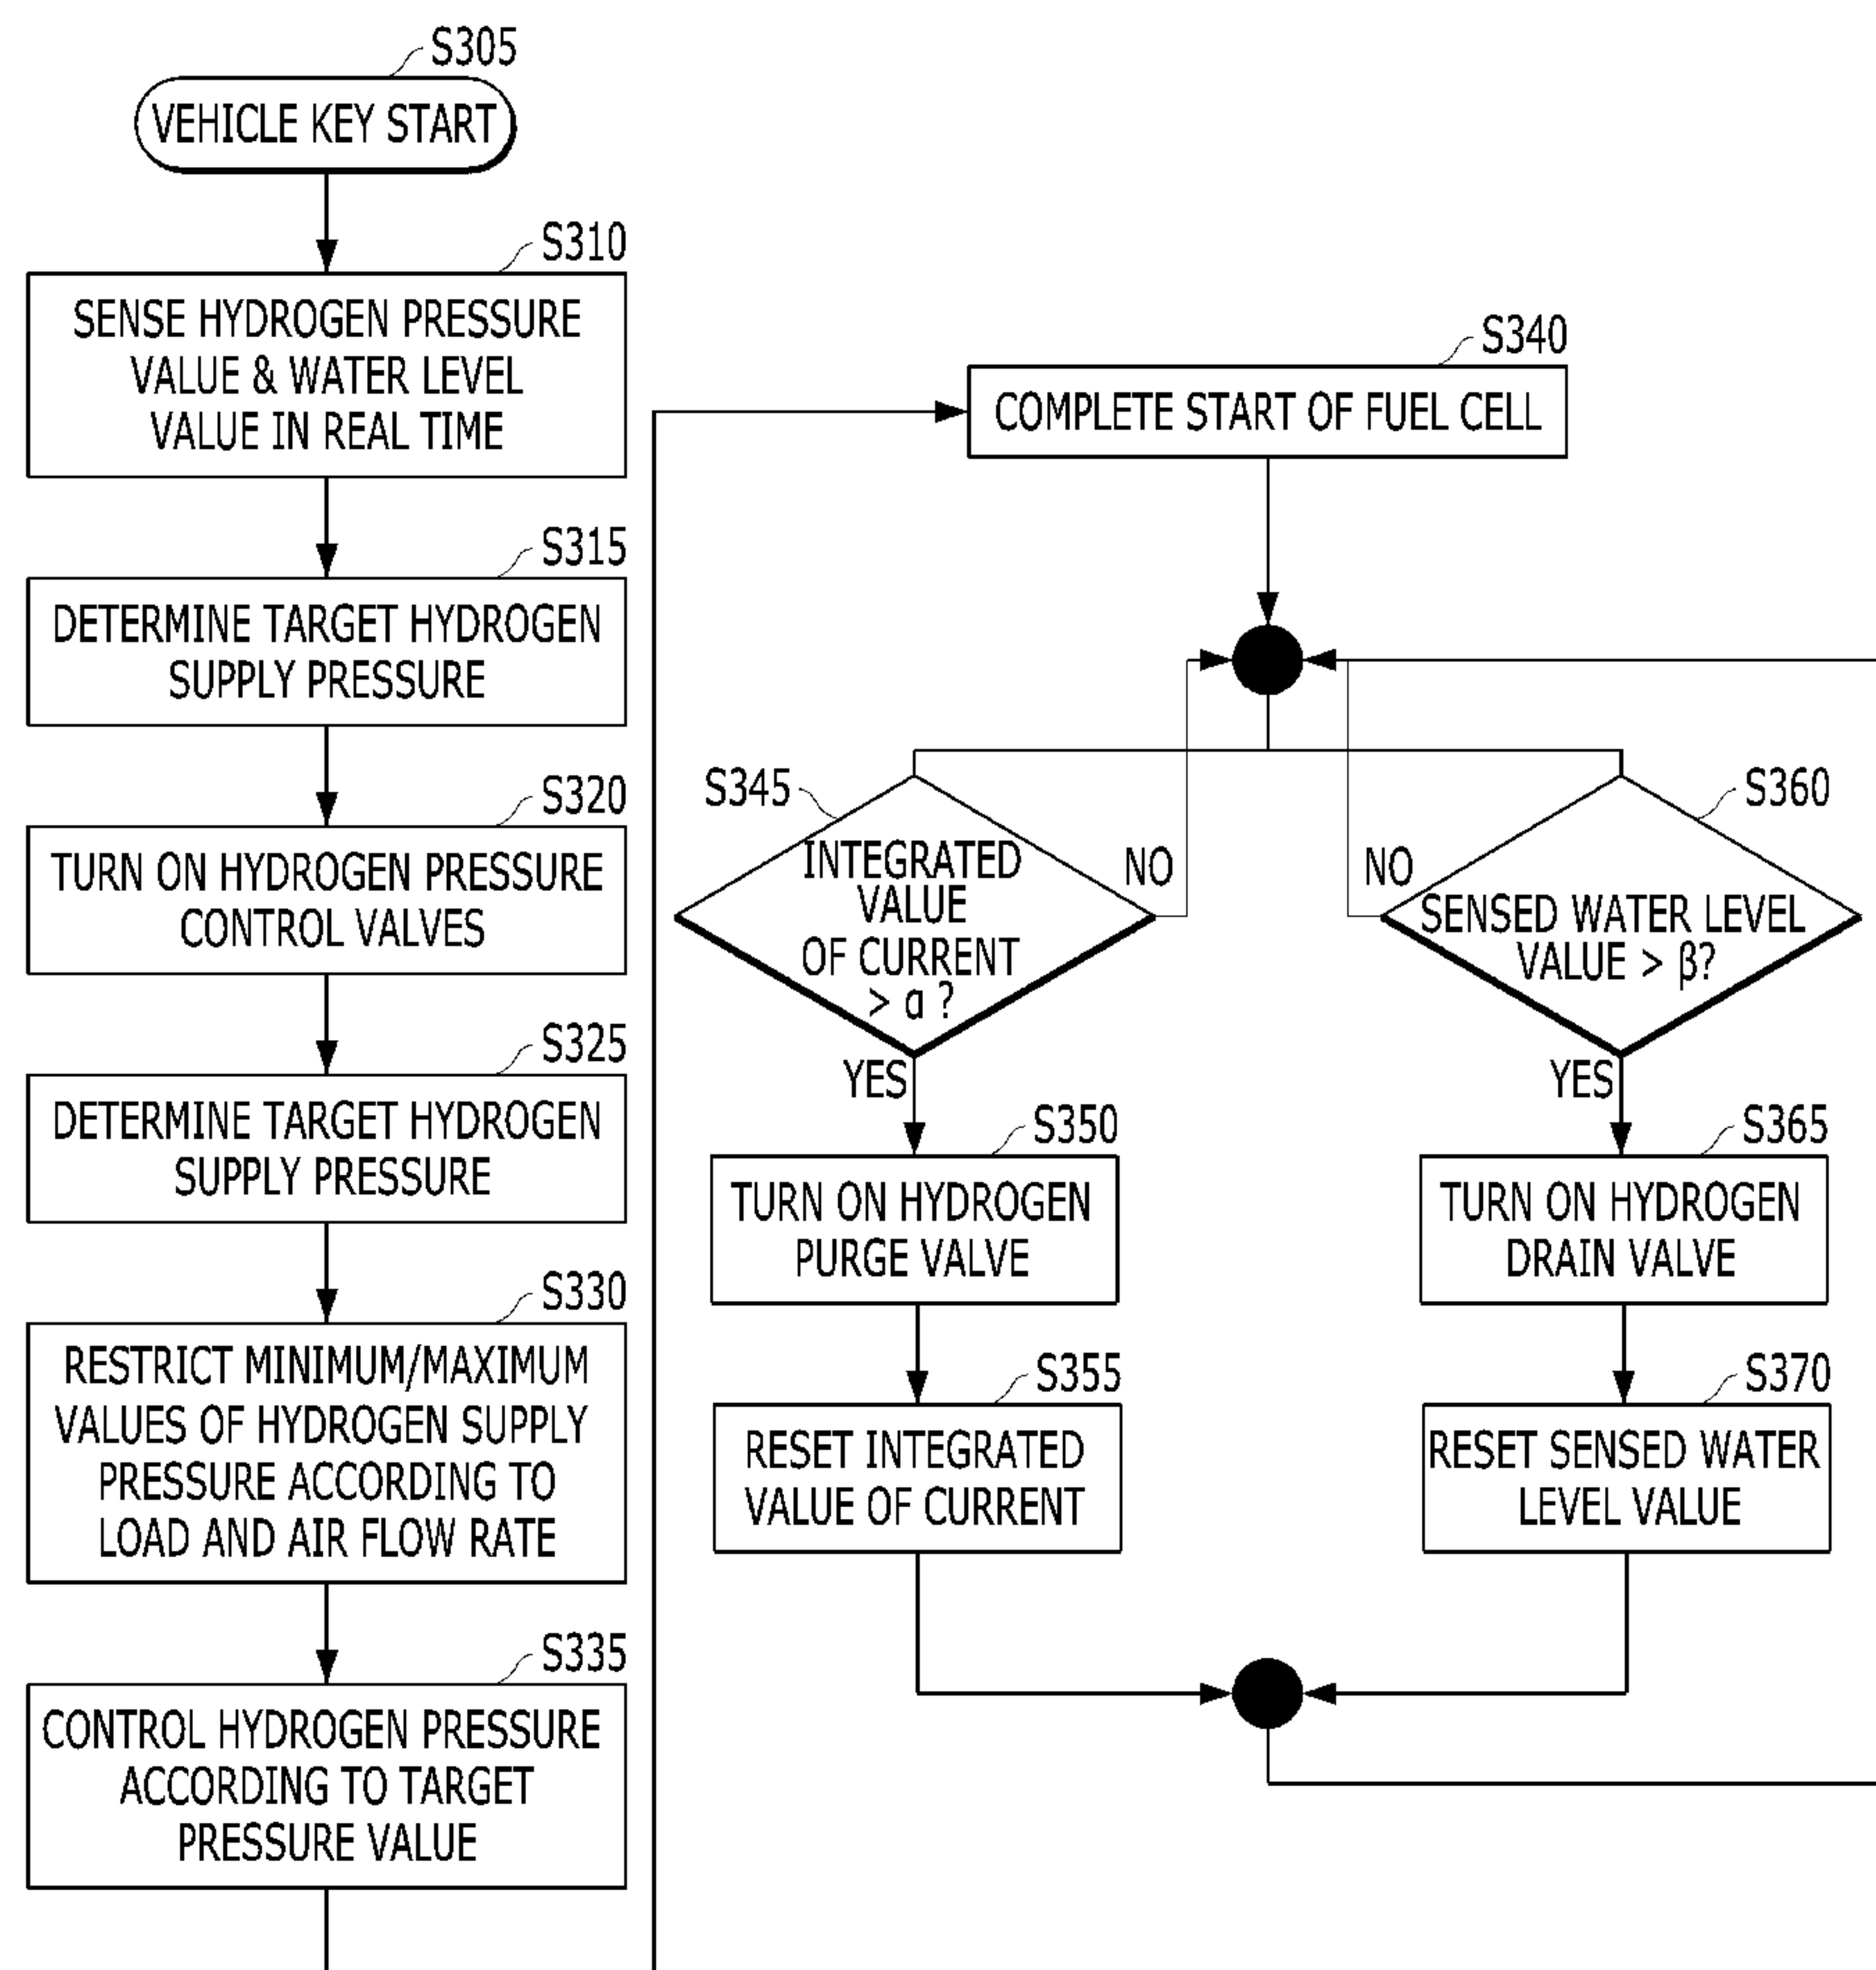 S305
VEHICLE KEY START
S310
SENSE HYDROGEN PRESSURE
VALUE & WATER LEVEL
VALUE IN REAL TIME
S315
DETERMINE TARGET HYDROGEN
SUPPLY PRESSURE
S320
TURN ON HYDROGEN PRESSURE
CONTROL VALVES
S325
DETERMINE TARGET HYDROGEN
SUPPLY PRESSURE
S330
RESTRICT MINIMUM/MAXIMUM
VALUES OF HYDROGEN SUPPLY
PRESSURE ACCORDING TO
LOAD AND AIR FLOW RATE
S335
CONTROL HYDROGEN PRESSURE
ACCORDING TO TARGET
PRESSURE VALUE
S340
COMPLETE START OF FUEL CELL
S345
INTEGRATED
VALUE
OF CURRENT
> α ?
NO
YES
S350
TURN ON HYDROGEN
PURGE VALVE
S355
RESET INTEGRATED
VALUE OF CURRENT
S360
NO
SENSED WATER LEVEL
VALUE > β?
YES
S365
TURN ON HYDROGEN
DRAIN VALVE
S370
RESET SENSED WATER
LEVEL VALUE